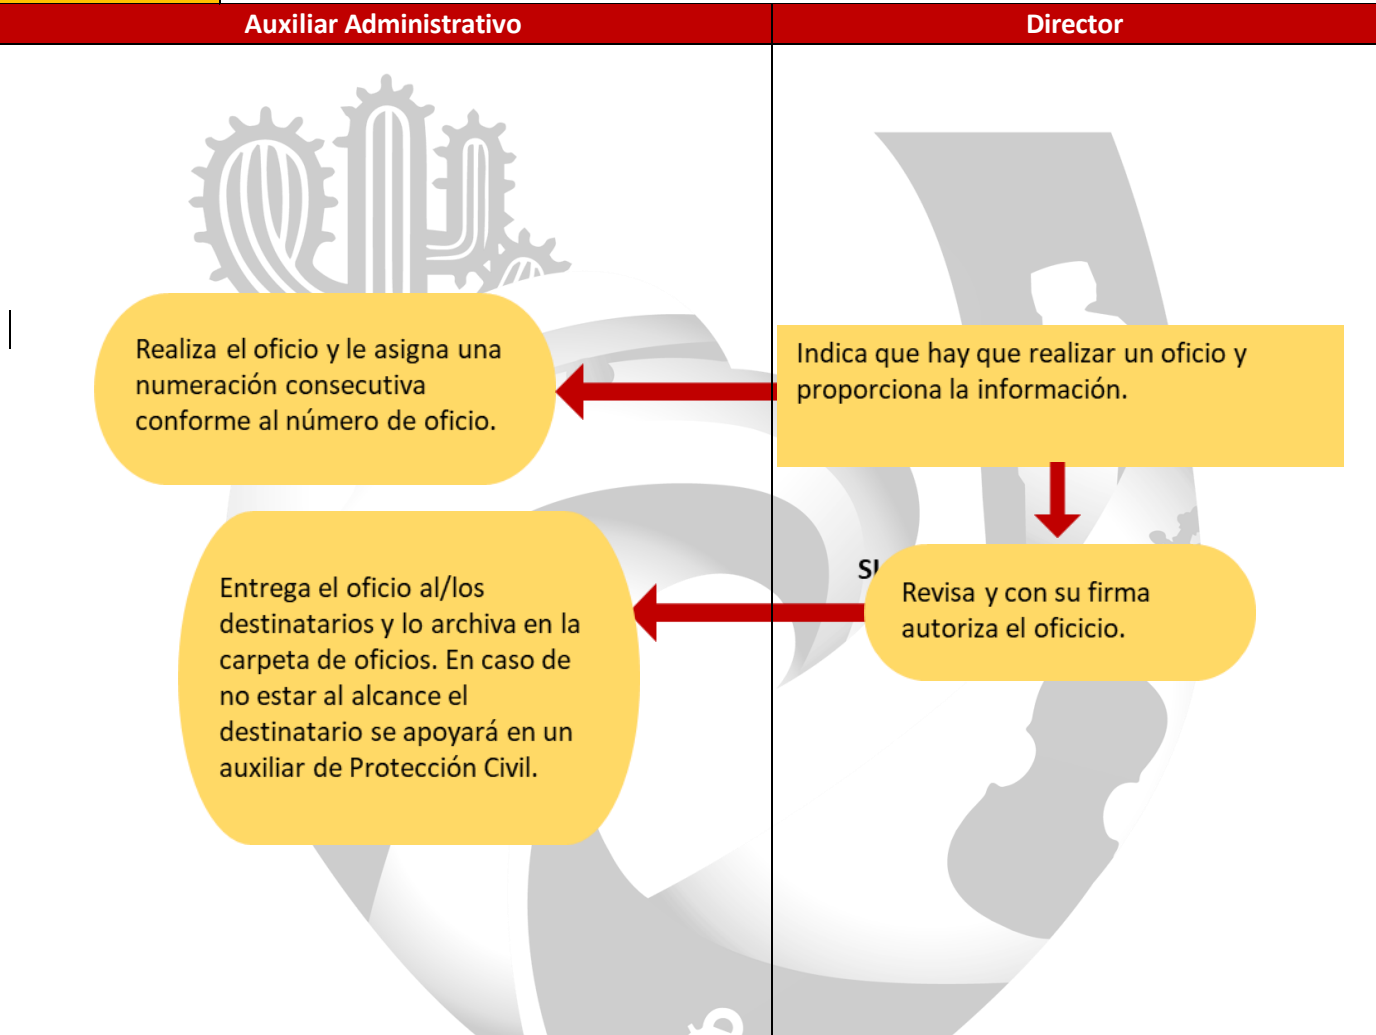 Auxiliar Administrativo
Director
Realiza el oficio y le asigna una
numeración consecutiva
conforme al número de oficio.
Indica que hay que realizar un oficio y
proporciona la información.
Entrega el oficio al/los
destinatarios y lo archiva en la
carpeta de oficios. En caso de
no estar al alcance el
destinatario se apoyará en un
auxiliar de Protección Civil.
Revisa y con su firma
autoriza el oficicio.